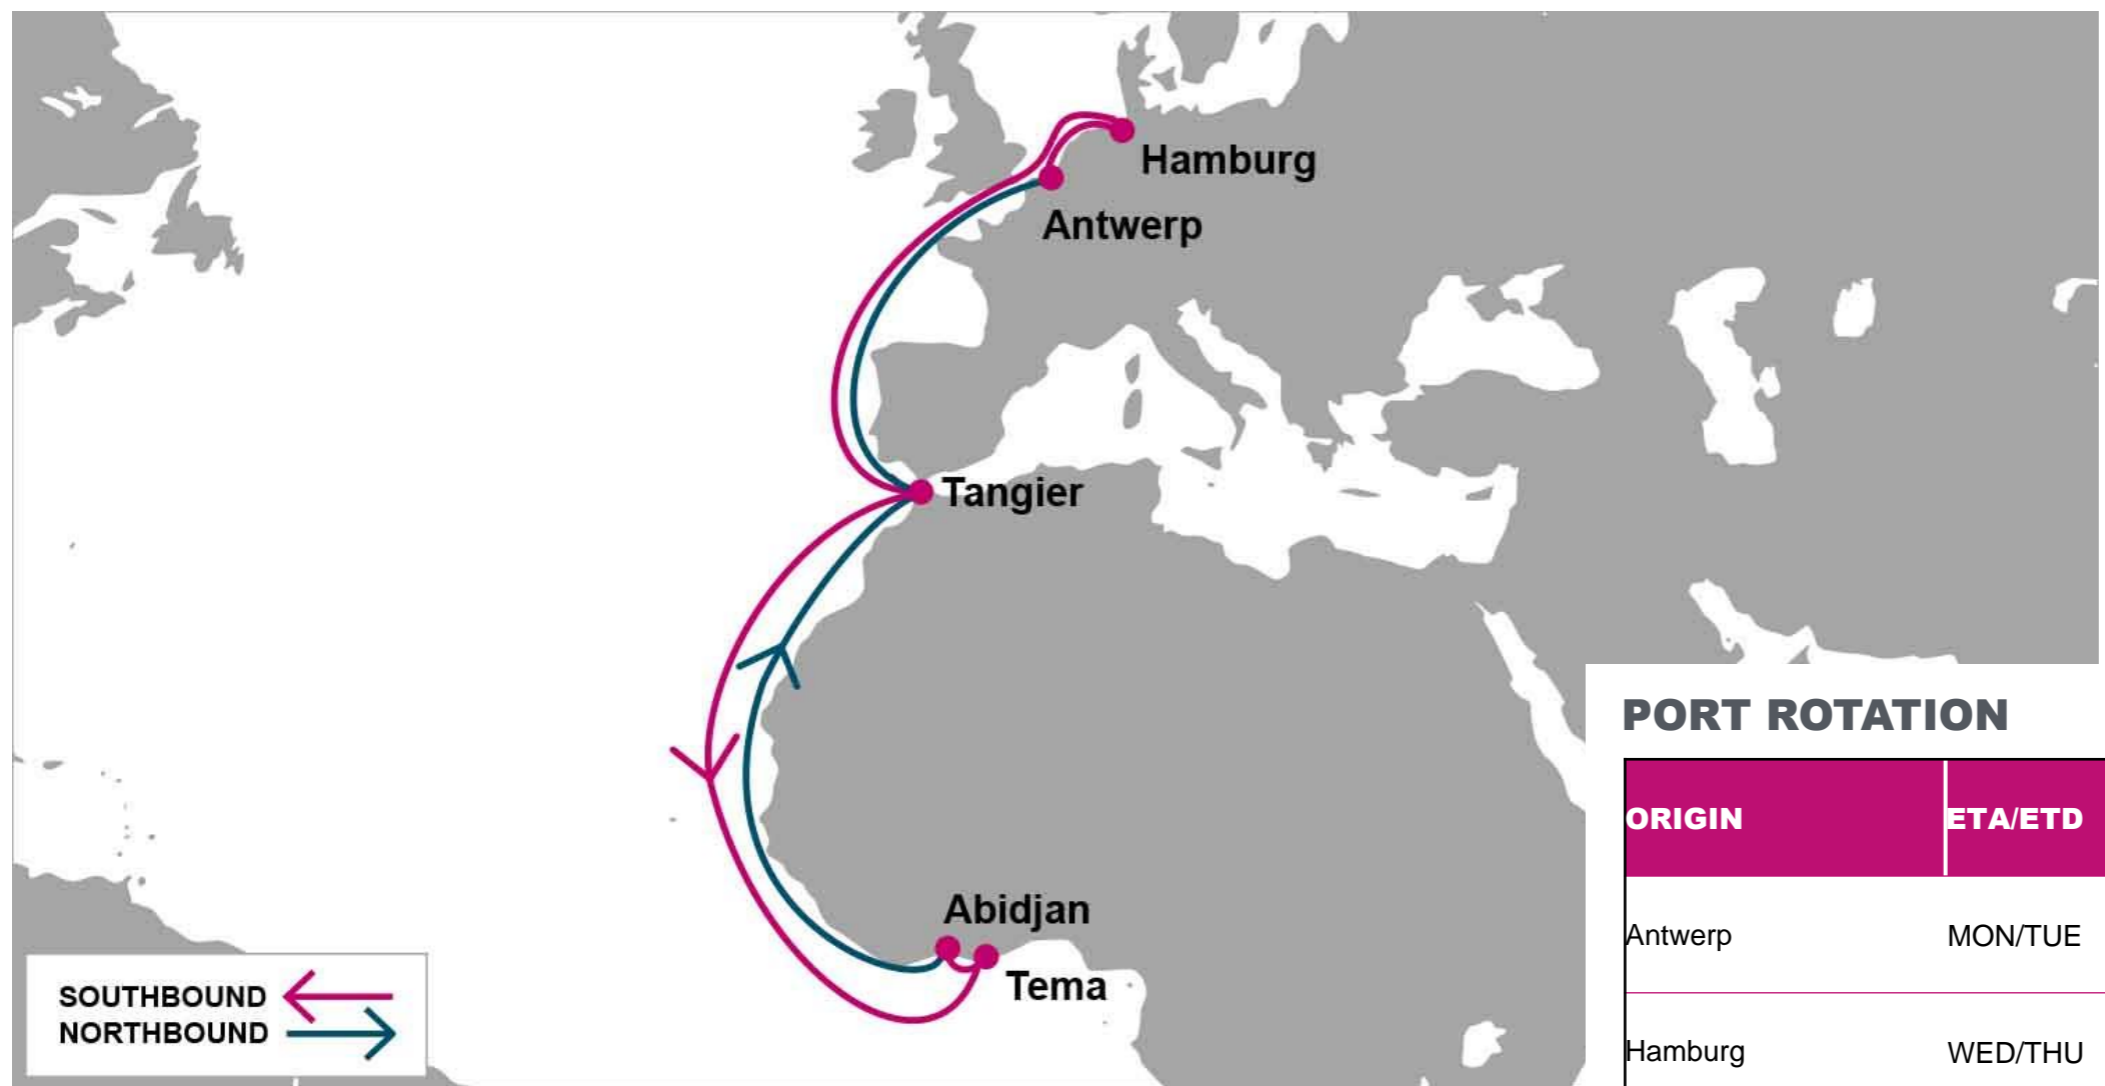 Hamburg
Antwerp
Tangier
Abidjan
Tema
SOUTHBOUND
NORTHBOUND
PORT ROTATION
ORIGIN ETA/ETD
Antwerp MON/TUE
Hamburg WED/THU